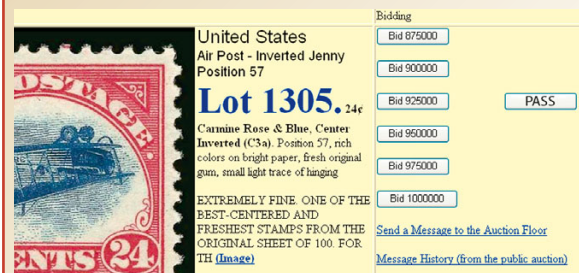 Bidding
United States
Air Post - Inverted Jenny
Position 57
Lot 1305. 24¢
Carmine Rose & Blue, Center
Inverted (C3a). Position 57, rich
colors on bright paper, fresh original
gum, small light trace of hinging
EXTREMELY FINE. ONE OF THE
BEST-CENTERED AND
FRESHEST STAMPS FROM THE
ORIGINAL SHEET OF 100. FOR
TH (Image)
Bid 875000
Bid 900000
Bid 925000
PASS
Bid 950000
Bid 975000
Bid 1000000
Send a Message to the Auction Floor
Message History (from the public auction)
POSTAGE
ENTS 24